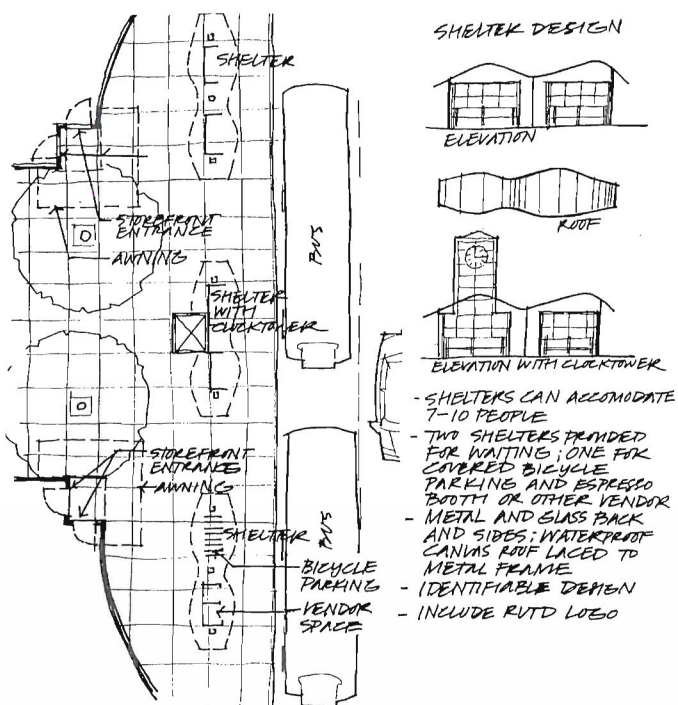 SHELTER DESIGN
SHELTER
ELEVATION
ROOF
STOREFRONT
ENTRANCE
AWNING
BUS
SHELTER
WITH
CLOCKTOWER
ELEVATION WITH CLOCKTOWER
- SHELTERS CAN ACCOMODATE
7-10 PEOPLE
- TWO SHELTERS PROVIDED
FOR WAITING; ONE FOR
COVERED BICYCLE
PARKING AND ESPRESSO
BOOTH OR OTHER VENDOR
- METAL AND GLASS BACK
AND SIDES; WATERPROOF
CANVAS ROOF LACED TO
METAL FRAME
- IDENTIFIABLE DESIGN
- INCLUDE RVTD LOGO
STOREFRONT
ENTRANCE
AWNING
SHELTER
BUS
BICYCLE
PARKING
VENDOR
SPACE